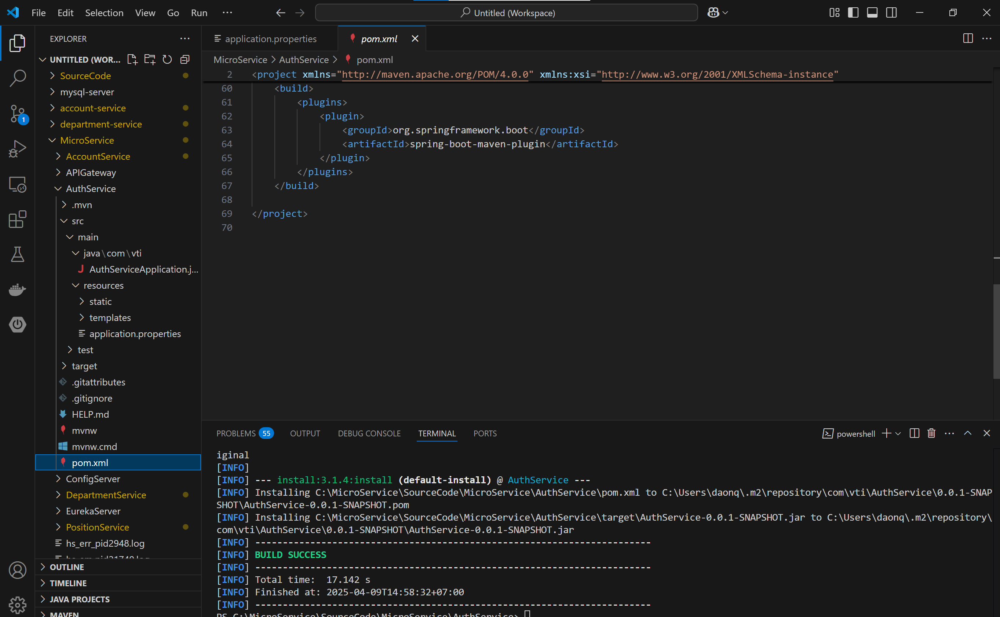 File Edit Selection View Go Run ···
Untitled (Workspace)
EXPLORER
UNTITLED (WOR...
SourceCode
mysql-server
account-service
department-service
MicroService
AccountService
APIGateway
AuthService
.mvn
src
main
java\com\vti
AuthServiceApplication.j...
resources
static
templates
application.properties
test
target
.gitattributes
.gitignore
HELP.md
mvnw
mvnw.cmd
pom.xml
ConfigServer
DepartmentService
EurekaServer
PositionService
hs_err_pid2948.log
OUTLINE
TIMELINE
JAVA PROJECTS
MAVEN
1
application.properties
pom.xml
MicroService > AuthService > pom.xml
2 <project xmlns="http://maven.apache.org/POM/4.0.0" xmlns:xsi="http://www.w3.org/2001/XMLSchema-instance"
60 <build>
61 <plugins>
62 <plugin>
63 <groupId>org.springframework.boot</groupId>
64 <artifactId>spring-boot-maven-plugin</artifactId>
65 </plugin>
66 </plugins>
67 </build>
68
69 </project>
70
PROBLEMS 55 OUTPUT DEBUG CONSOLE TERMINAL PORTS
powershell
iginal
[INFO]
[INFO] --- install:3.1.4:install (default-install) @ AuthService ---
[INFO] Installing C:\MicroService\SourceCode\MicroService\AuthService\pom.xml to C:\Users\daonq\.m2\repository\com\vti\AuthService\0.0.1-SNAP
SHOT\AuthService-0.0.1-SNAPSHOT.pom
[INFO] Installing C:\MicroService\SourceCode\MicroService\AuthService\target\AuthService-0.0.1-SNAPSHOT.jar to C:\Users\daonq\.m2\repository\
com\vti\AuthService\0.0.1-SNAPSHOT\AuthService-0.0.1-SNAPSHOT.jar
[INFO] ------------------------------------------------------------------------
[INFO] BUILD SUCCESS
[INFO] ------------------------------------------------------------------------
[INFO] Total time:  17.142 s
[INFO] Finished at: 2025-04-09T14:58:32+07:00
[INFO] ------------------------------------------------------------------------
PS C:\MicroService\SourceCode\MicroService\AuthService>